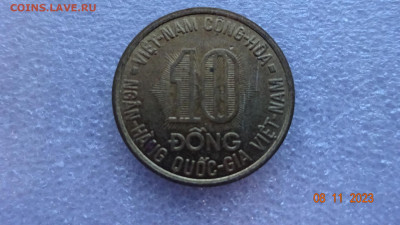 COINS.LAVE.RU
VIỆT-NAM CỘNG-HÒA
10
ĐỒNG
NGÂN-HÀNG QUỐC-GIA VIỆT NAM
08 11 2023